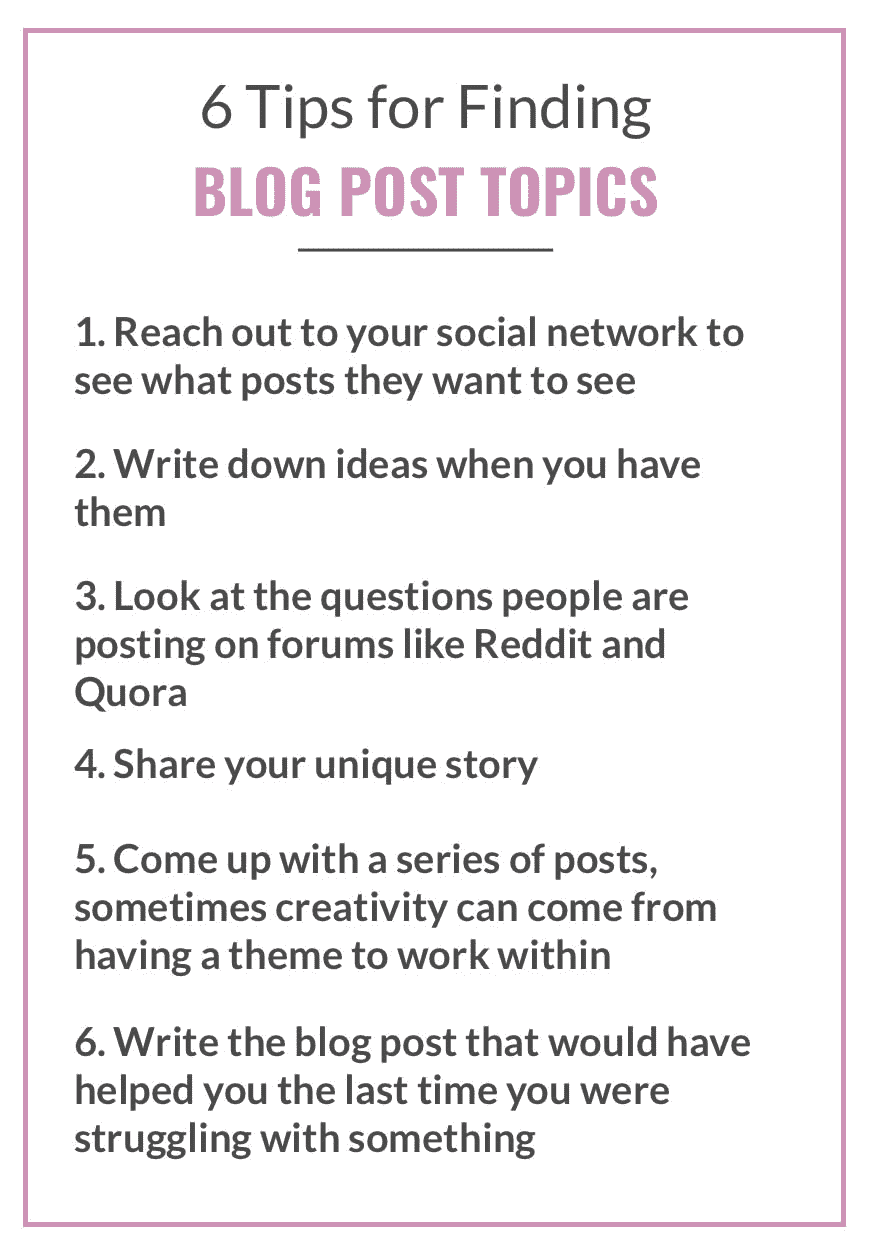 6 Tips for Finding
BLOG POST TOPICS
1. Reach out to your social network to
see what posts they want to see
2. Write down ideas when you have
them
3. Look at the questions people are
posting on forums like Reddit and
Quora
4. Share your unique story
5. Come up with a series of posts,
sometimes creativity can come from
having a theme to work within
6. Write the blog post that would have
helped you the last time you were
struggling with something